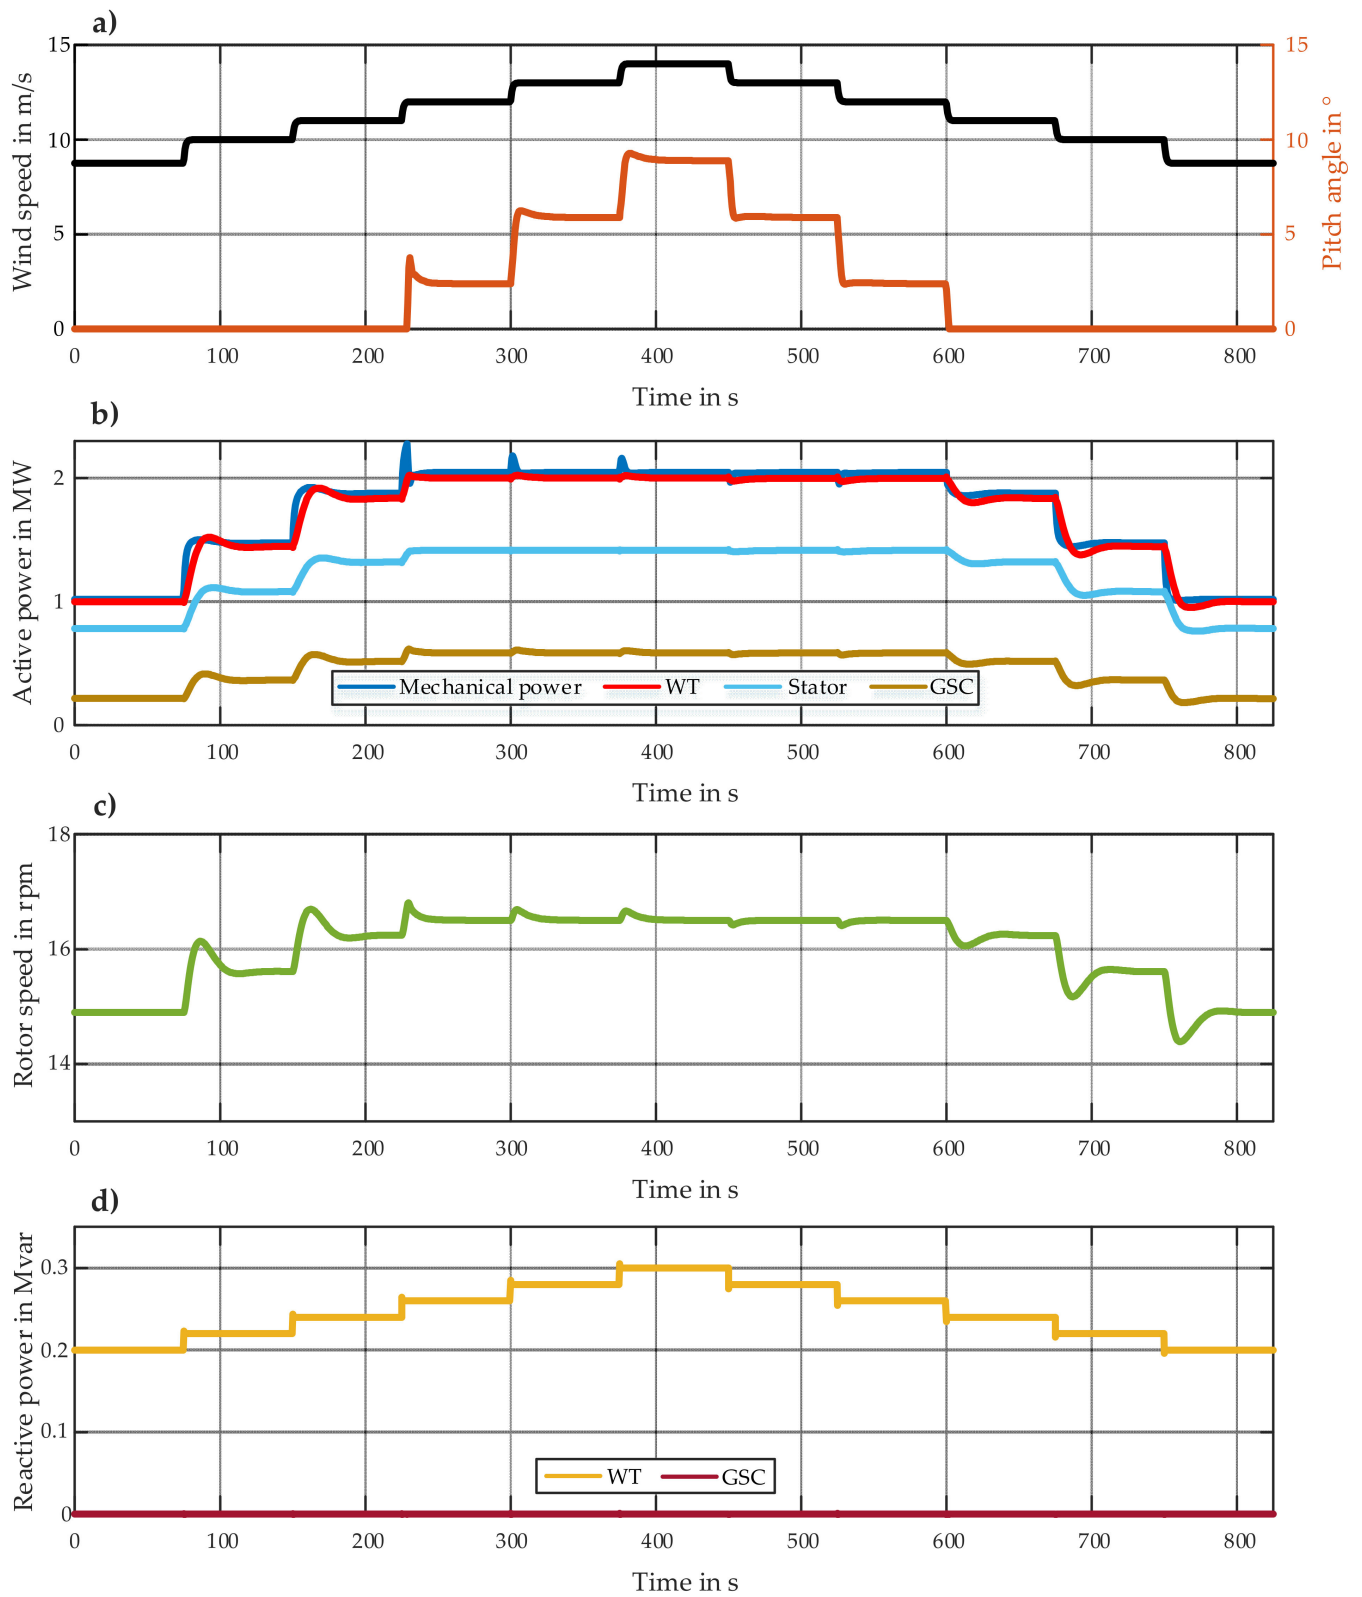 a)
Wind speed in m/s
15
10
5
0
15
10
5
0
Pitch angle in °
0 100 200 300 400 500 600 700 800
Time in s
b)
Active power in MW
2
1
0
Mechanical power WT Stator GSC
0 100 200 300 400 500 600 700 800
Time in s
c)
Rotor speed in rpm
18
16
14
0 100 200 300 400 500 600 700 800
Time in s
d)
Reactive power in Mvar
0.3
0.2
0.1
0
WT GSC
0 100 200 300 400 500 600 700 800
Time in s